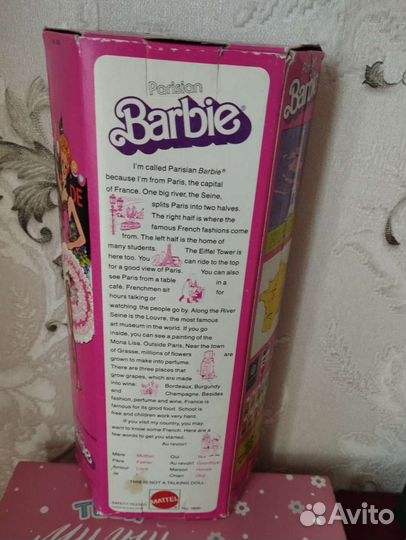 Parisian
Barbie®
I'm called Parisian Barbie®
because I'm from Paris, the capital
of France. One big river, the Seine,
splits Paris into two halves.
The right half is where the
famous French fashions come
from. The left half is the home of
many students. The Eiffel Tower is
here too. You can ride to the top
for a good view of Paris. You can also
see Paris from a table in a
café. Frenchmen sit for
hours talking or
watching the people go by. Along the River
Seine is the Louvre, the most famous
art museum in the world. If you go
inside, you can see a painting of the
Mona Lisa. Outside Paris, Near the town
of Grasse, millions of flowers are
grown to make into perfume.
There are three places that
grow grapes, which are made
into wine: Bordeaux, Burgundy
and Champagne. Besides
fashion, perfume and wine, France is
famous for its good food. School is
free and children work very hard.
If you visit my country, you may
want to know some French. Here are a
few words to get you started.
Au revoir!
Mère Mother Oui Yes
Père Father Au revoir! Goodbye!
Amour Love Maison House
Je I Chien Dog
THIS IS NOT A TALKING DOLL.
MATTEL
Barbie
TU
Avito